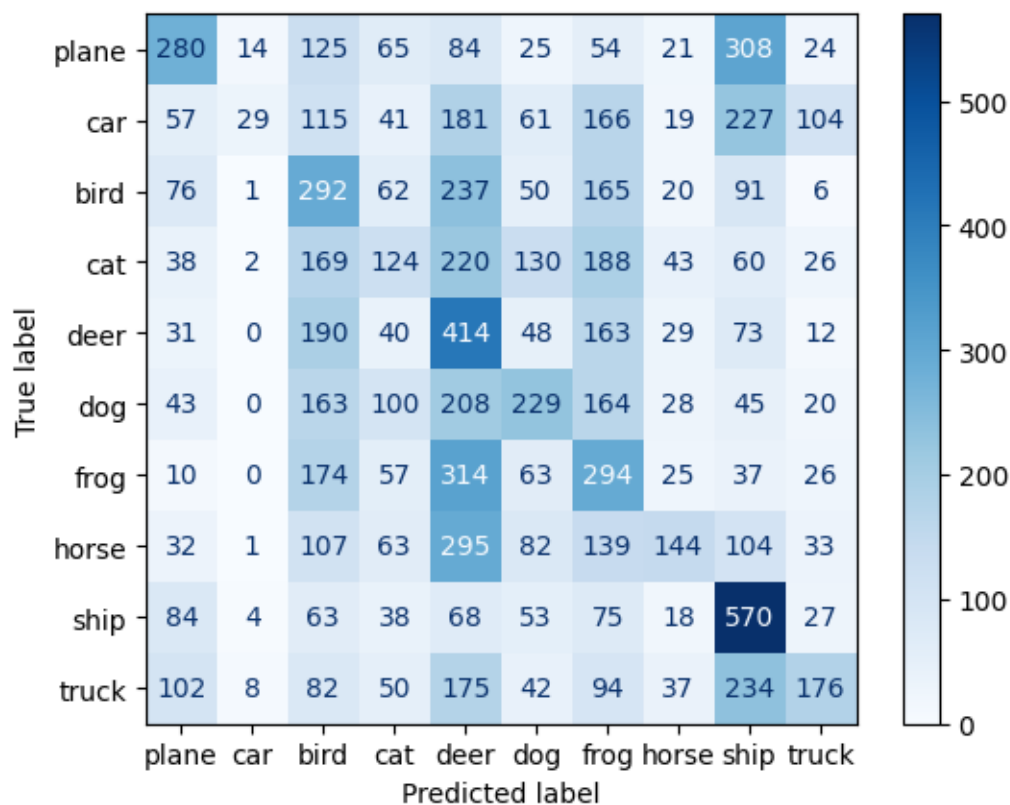 plane 280 14 125 65 84 25 54 21 308 24
car 57 29 115 41 181 61 166 19 227 104
bird 76 1 292 62 237 50 165 20 91 6
cat 38 2 169 124 220 130 188 43 60 26
deer 31 0 190 40 414 48 163 29 73 12
dog 43 0 163 100 208 229 164 28 45 20
frog 10 0 174 57 314 63 294 25 37 26
horse 32 1 107 63 295 82 139 144 104 33
ship 84 4 63 38 68 53 75 18 570 27
truck 102 8 82 50 175 42 94 37 234 176
plane car bird cat deer dog frog horse ship truck
Predicted label
True label
500
400
300
200
100
0